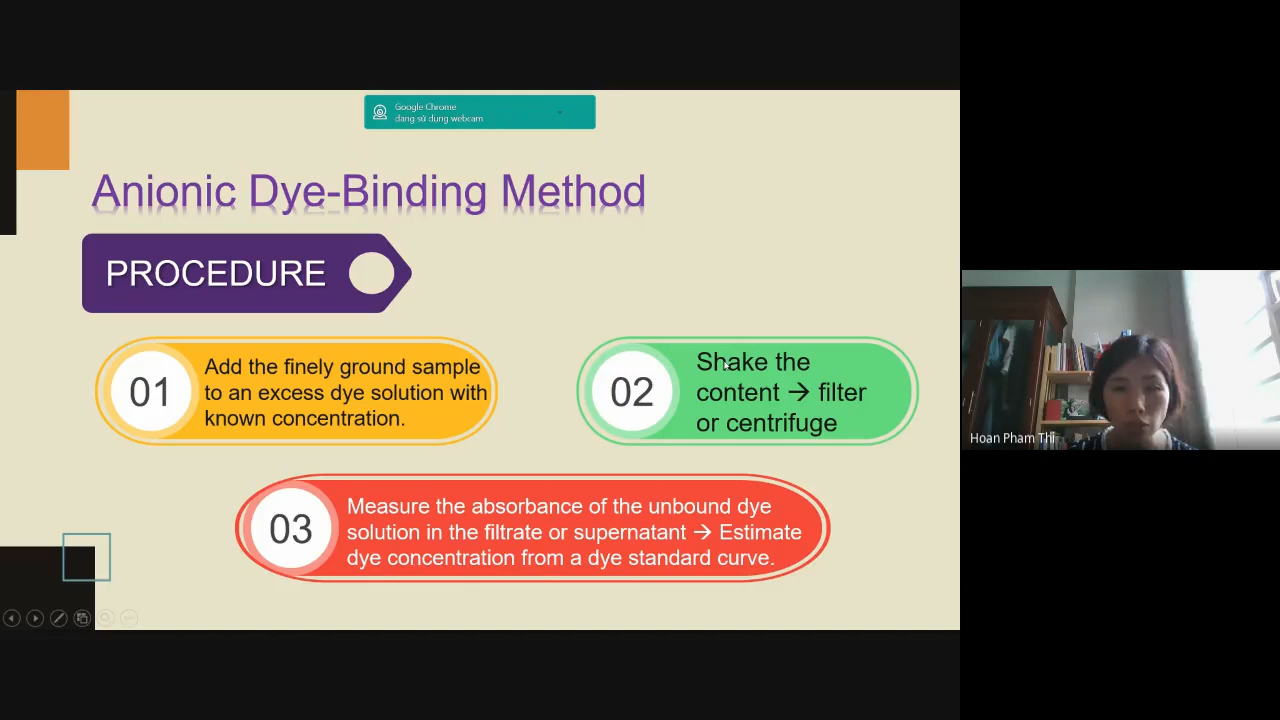 Google Chrome
đang sử dụng webcam
Anionic Dye-Binding Method
PROCEDURE
01
Add the finely ground sample
to an excess dye solution with
known concentration.
02
Shake the
content → filter
or centrifuge
03
Measure the absorbance of the unbound dye
solution in the filtrate or supernatant → Estimate
dye concentration from a dye standard curve.
Hoan Pham Thi